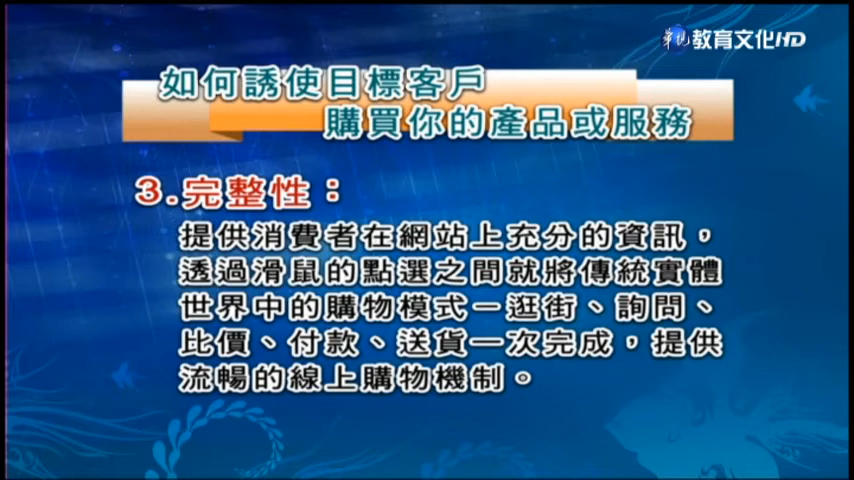 華視 教育文化HD
如何誘使目標客戶
購買你的產品或服務
3.完整性：
提供消費者在網站上充分的資訊，
透過滑鼠的點選之間就將傳統實體
世界中的購物模式－逛街、詢問、
比價、付款、送貨一次完成，提供
流暢的線上購物機制。